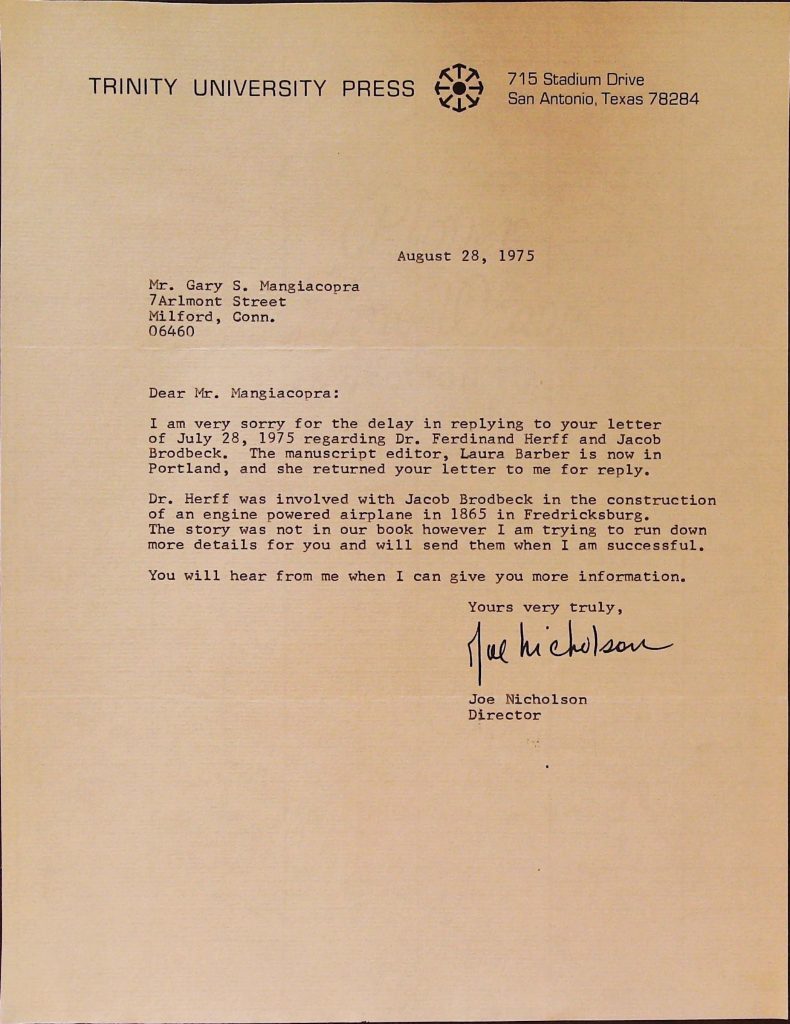 TRINITY UNIVERSITY PRESS
715 Stadium Drive
San Antonio, Texas 78284
August 28, 1975
Mr. Gary S. Mangiacopra
7Arlmont Street
Milford, Conn.
06460
Dear Mr. Mangiacopra:
I am very sorry for the delay in replying to your letter
of July 28, 1975 regarding Dr. Ferdinand Herff and Jacob
Brodbeck.  The manuscript editor, Laura Barber is now in
Portland, and she returned your letter to me for reply.
Dr. Herff was involved with Jacob Brodbeck in the construction
of an engine powered airplane in 1865 in Fredricksburg.
The story was not in our book however I am trying to run down
more details for you and will send them when I am successful.
You will hear from me when I can give you more information.
Yours very truly,
Joe Nicholson
Joe Nicholson
Director